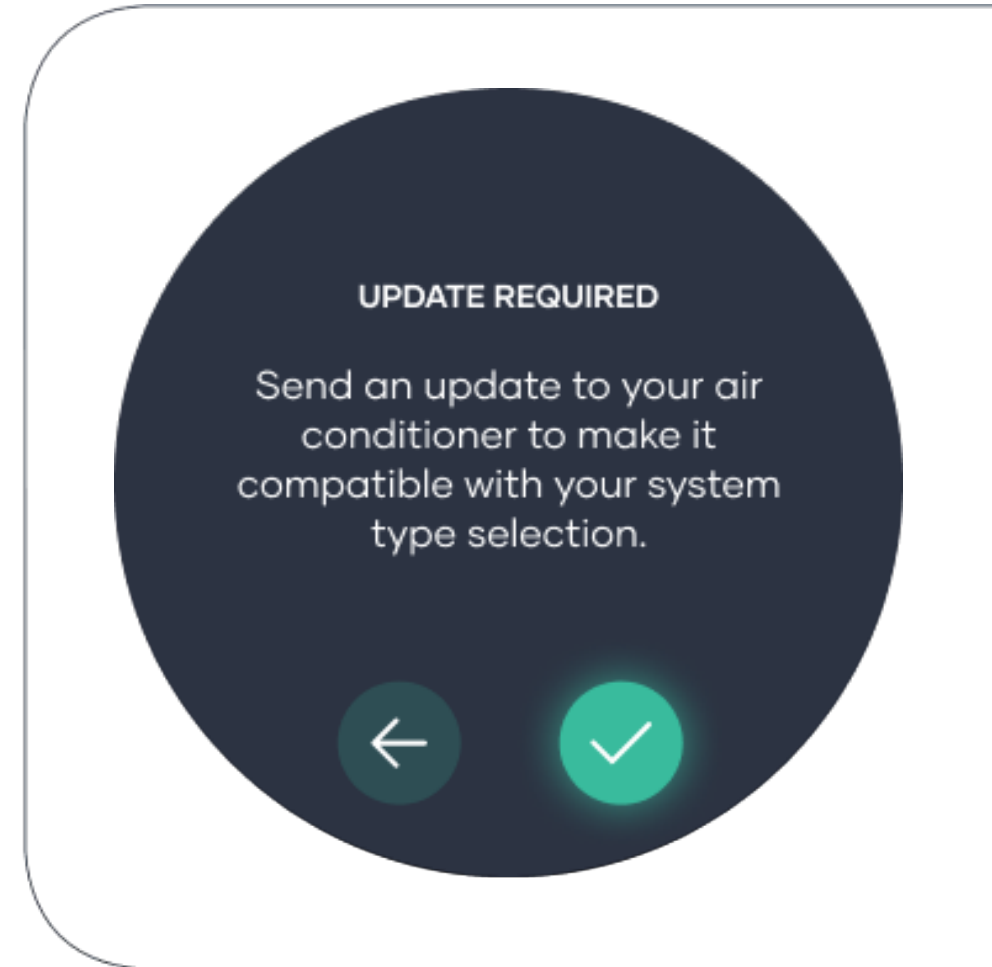 UPDATE REQUIRED
Send an update to your air
conditioner to make it
compatible with your system
type selection.